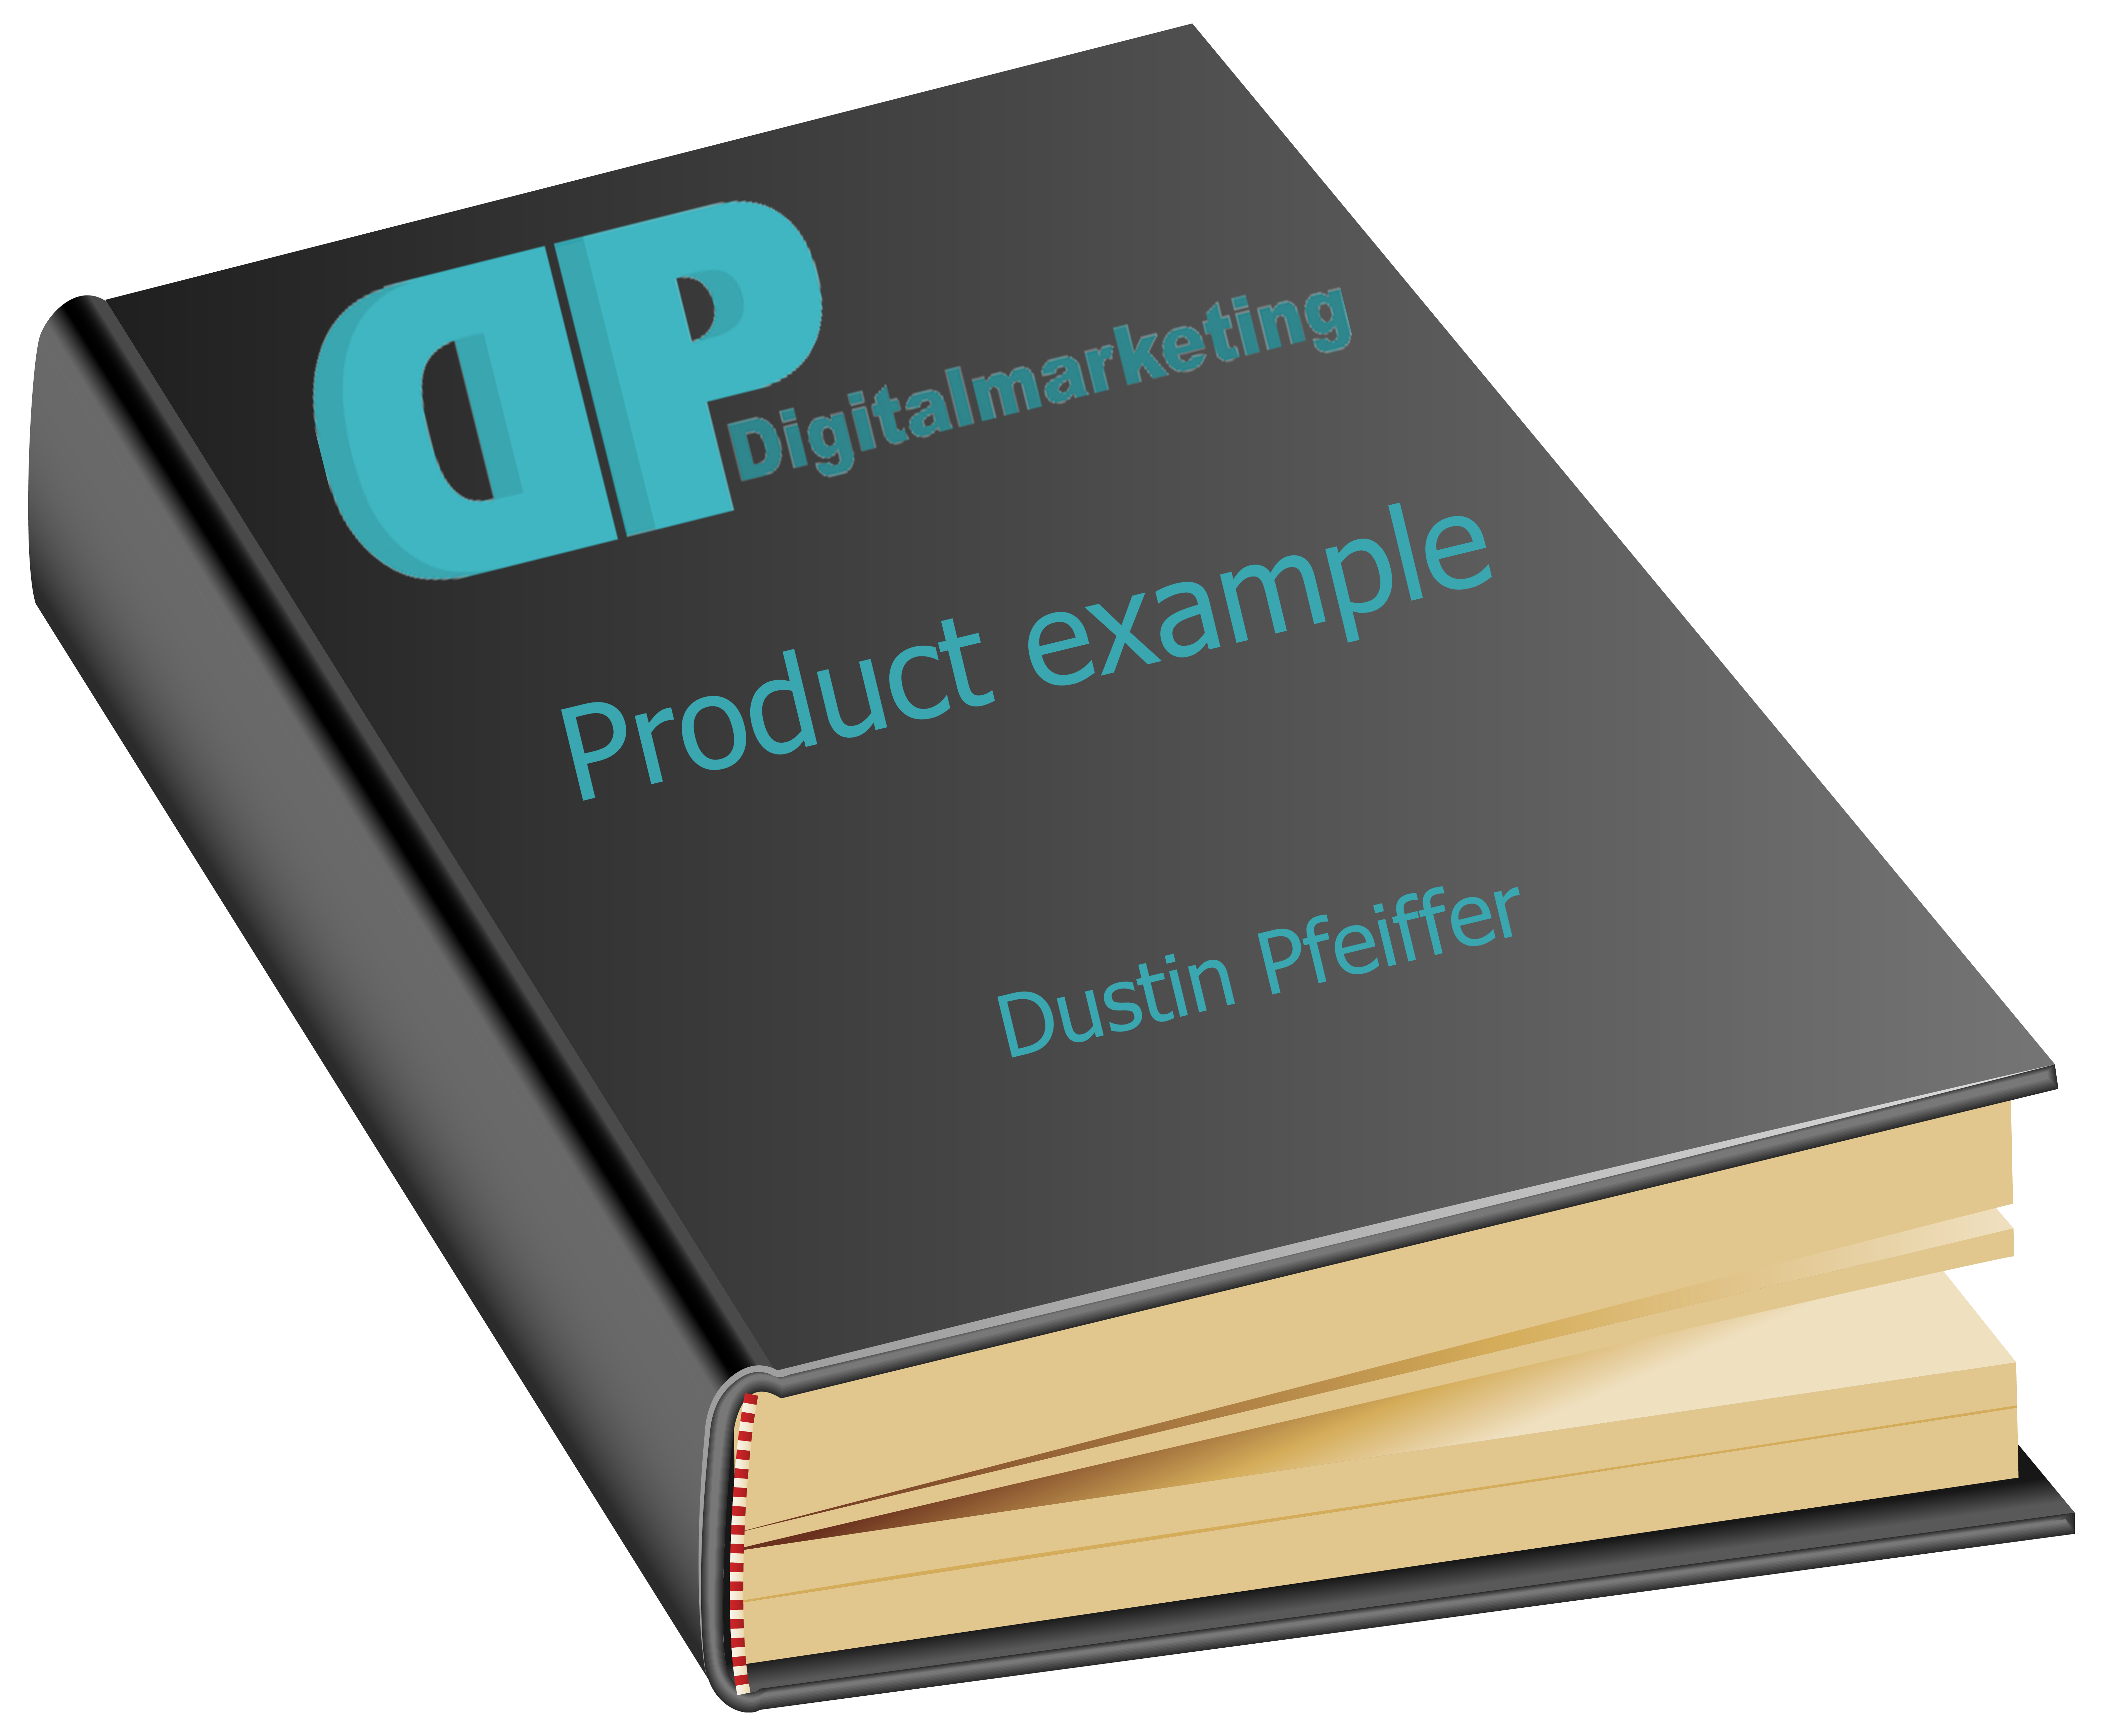 DP
Digitalmarketing
Product example
Dustin Pfeiffer